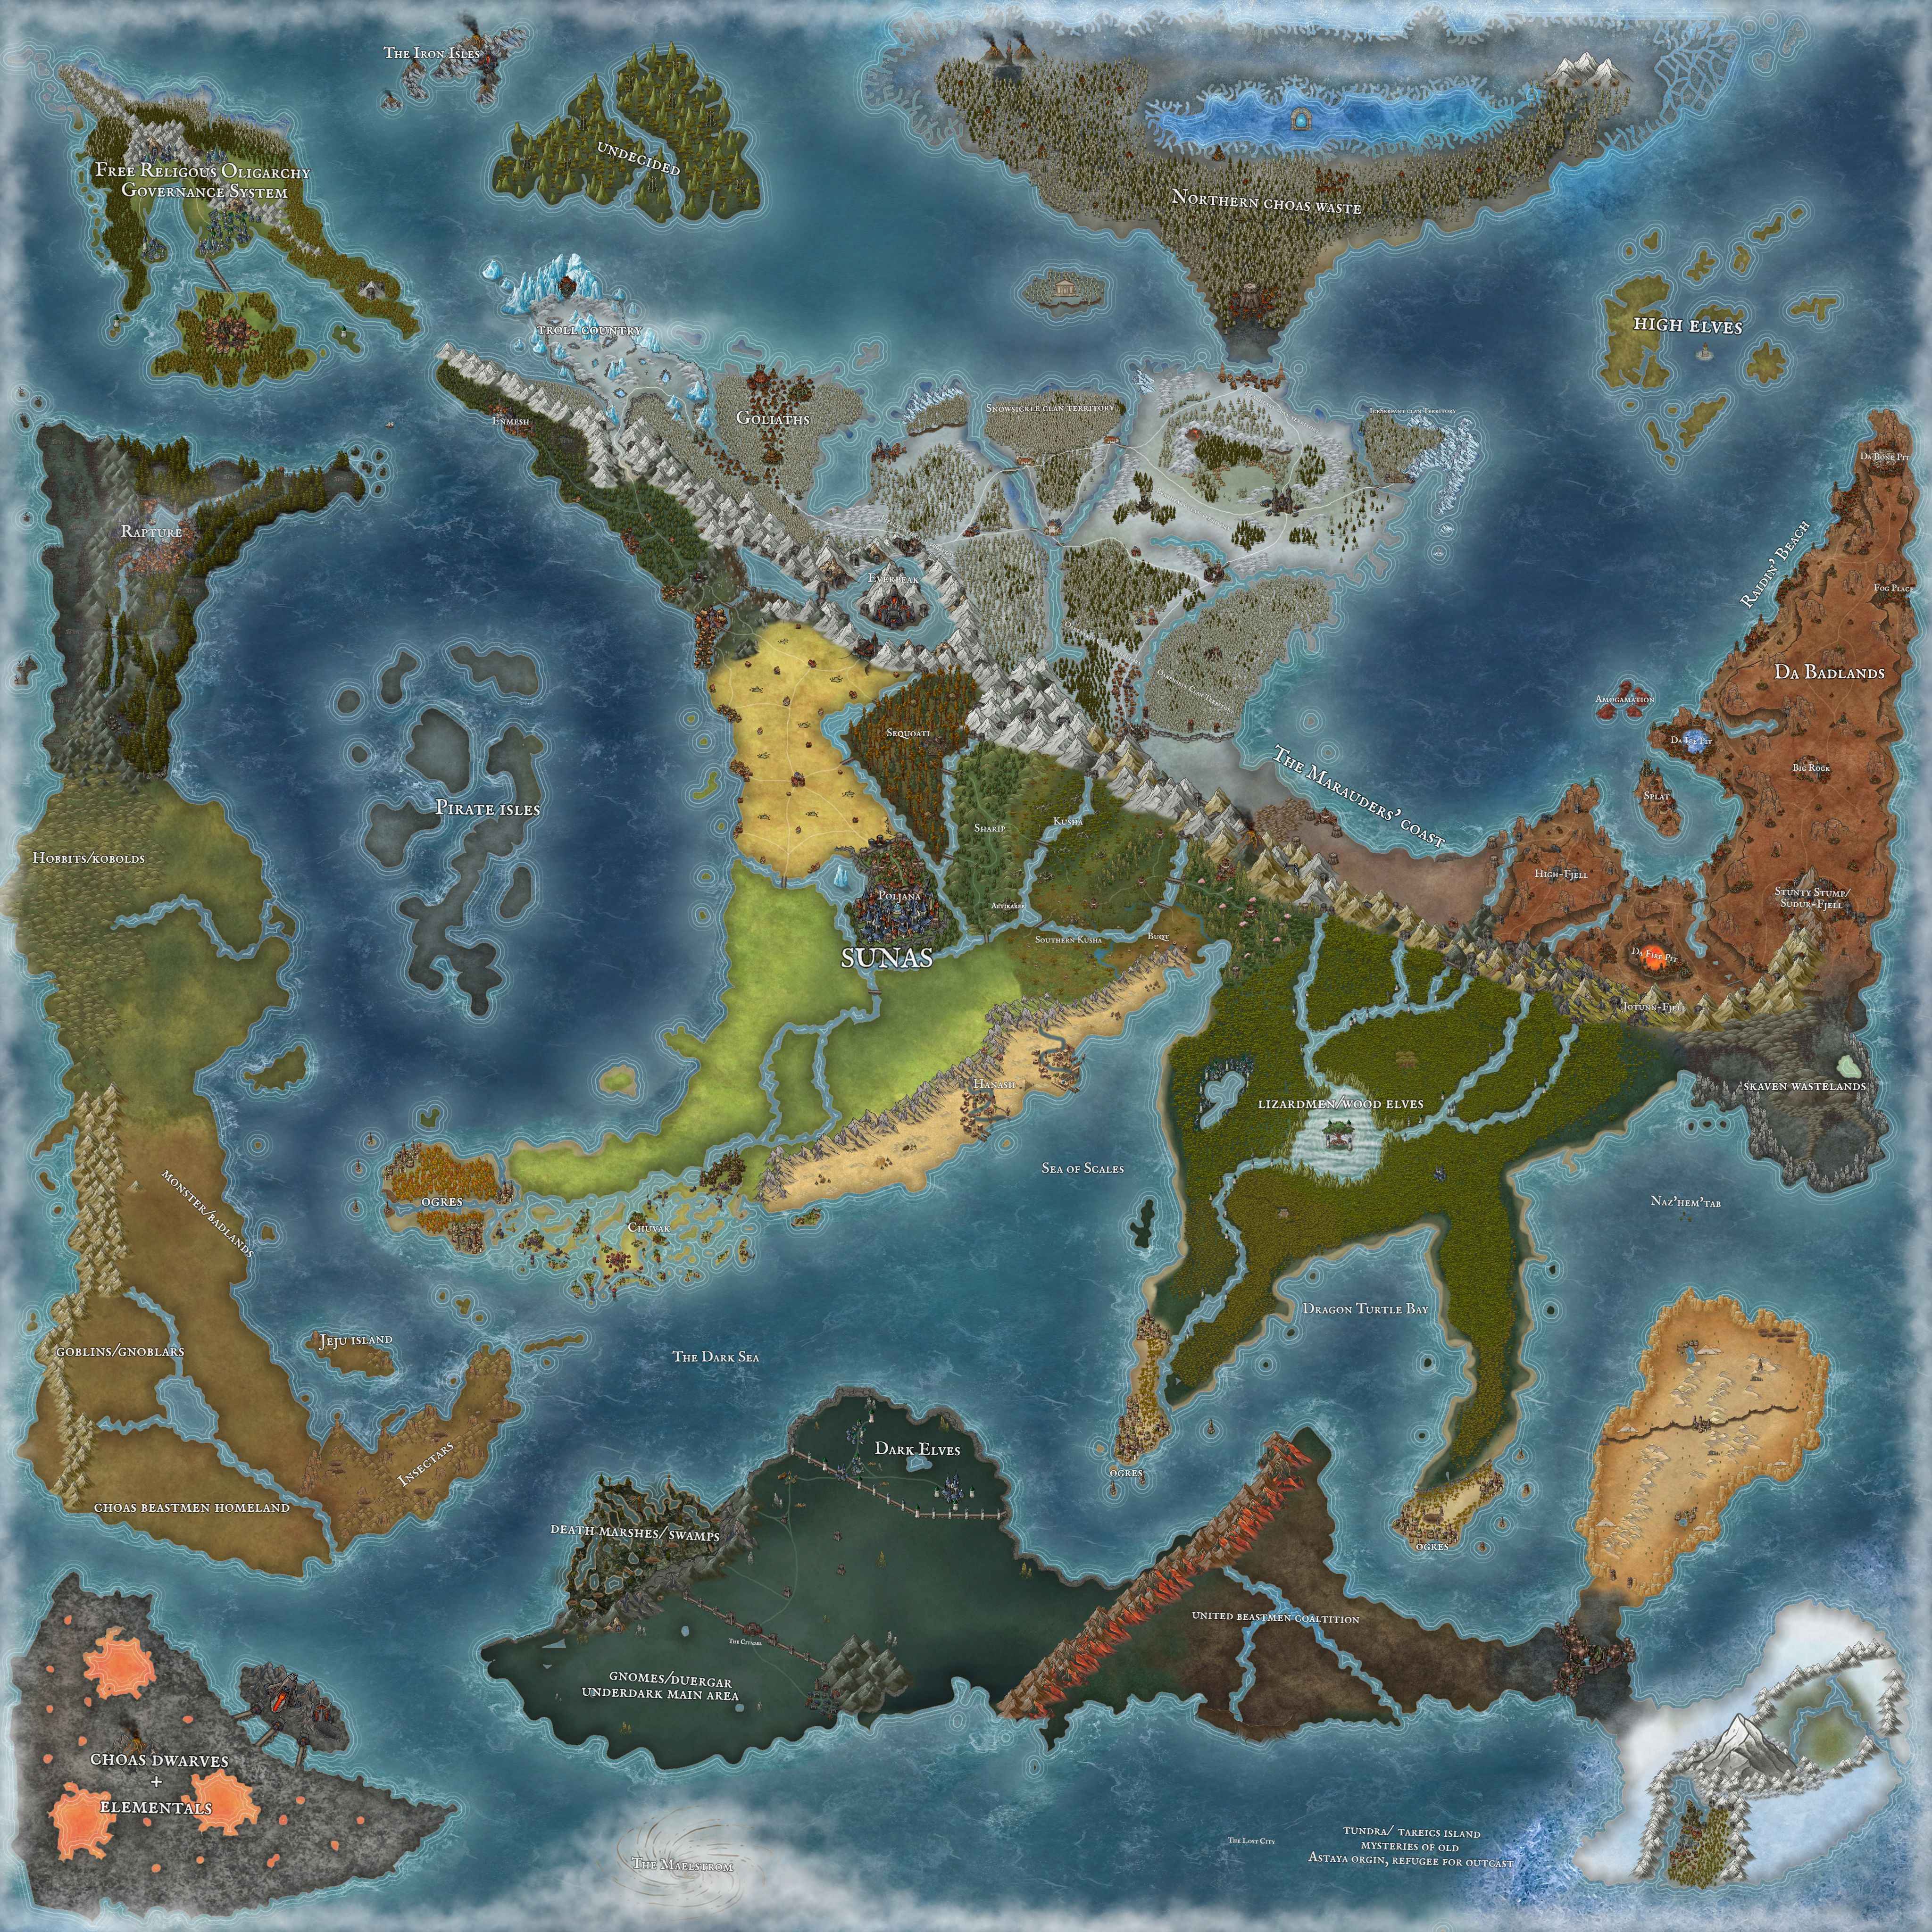 The Iron Isles
Free Religous Oligarchy
Governance System
Undecided
Northern Choas Waste
High Elves
Troll Country
Goliaths
Enmesh
Snowsickle Clan Territory
Da Bone Pit
Rapture
Everpeak
Raidin' Beach
Fog Place
Da Badlands
Amogamation
Sequoati
Da Ice Pit
Big Rock
Splat
The Marauders' Coast
Pirate Isles
Sharip
Kusha
Hobbits/Kobolds
High-Fjell
Poljana
Stunty Stump/
Sudur-Fjell
Southern Kusha
Buqt
SUNAS
Da Fire Pit
Jotunn-Fjell
Hanash
Skaven Wastelands
Lizardmen/Wood Elves
Sea of Scales
Monster/Badlands
Ogres
Naz'hem'tab
Chuvak
Dragon Turtle Bay
Jeju Island
Goblins/Gnoblars
The Dark Sea
Dark Elves
Insectars
Ogres
Choas Beastmen Homeland
Death Marshes/Swamps
Ogres
United Beastmen Coaltition
The Citadel
Gnomes/Duergar
Underdark Main Area
Choas Dwarves
+
Elementals
The Maelstrom
The Lost City
Tundra/ Tareics Island
Mysteries of Old
Astaya Orgin, Refugee for Outcast